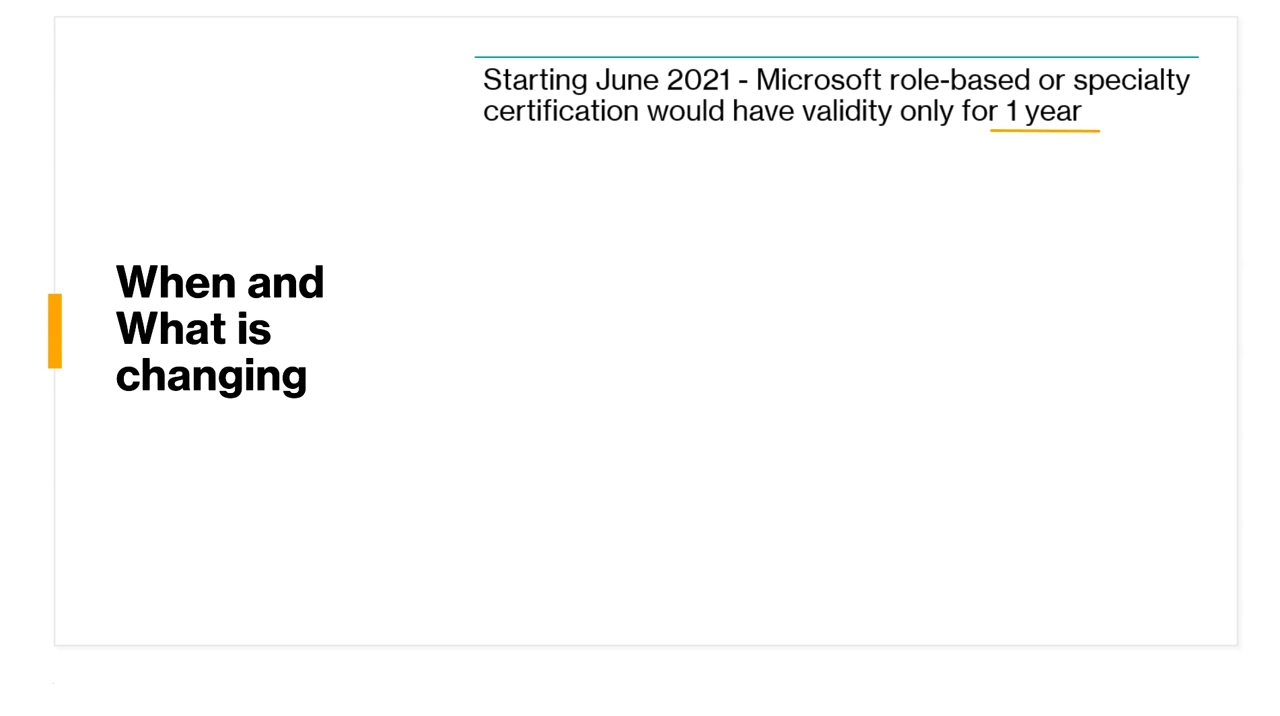 Starting June 2021 - Microsoft role-based or specialty
certification would have validity only for 1 year
When and
What is
changing